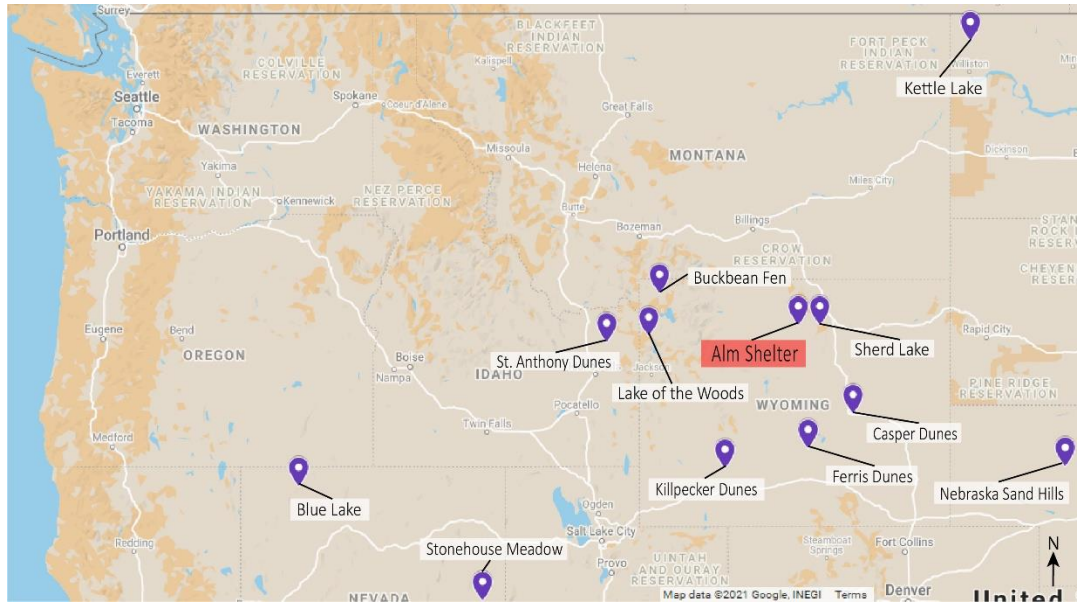 Surrey
BLACKFEET
INDIAN
RESERVATION
FORT PECK
INDIAN
RESERVATION
Williston
Kettle Lake
COLVILLE
RESERVATION
Kalispell
Everett
Seattle
Tacoma
Spokane
Coeur d'Alene
Great Falls
WASHINGTON
Missoula
MONTANA
Dickinson
Yakima
Helena
Miles City
YAKAMA INDIAN
RESERVATION
Kennewick
NEZ PERCE
RESERVATION
Butte
Billings
Bozeman
Portland
CROW
RESERVATION
STAN
ROCK I
RESER
Buckbean Fen
CHEYEN
RESERV
Eugene
Bend
OREGON
Boise
Nampa
St. Anthony Dunes
IDAHO
Jackson
Lake of the Woods
Alm Shelter
Sherd Lake
Rapid City
PINE RIDGE
RESERVATION
Pocatello
WYOMING
Twin Falls
Medford
Casper Dunes
Blue Lake
Killpecker Dunes
Ferris Dunes
Nebraska Sand Hills
Ogden
Salt Lake City
Redding
Stonehouse Meadow
Provo
UINTAH
AND OURAY
RESERVATION
Steamboat
Springs
Fort Collins
N
NEVADA
Map data ©2021 Google, INEGI Terms
Denver
United